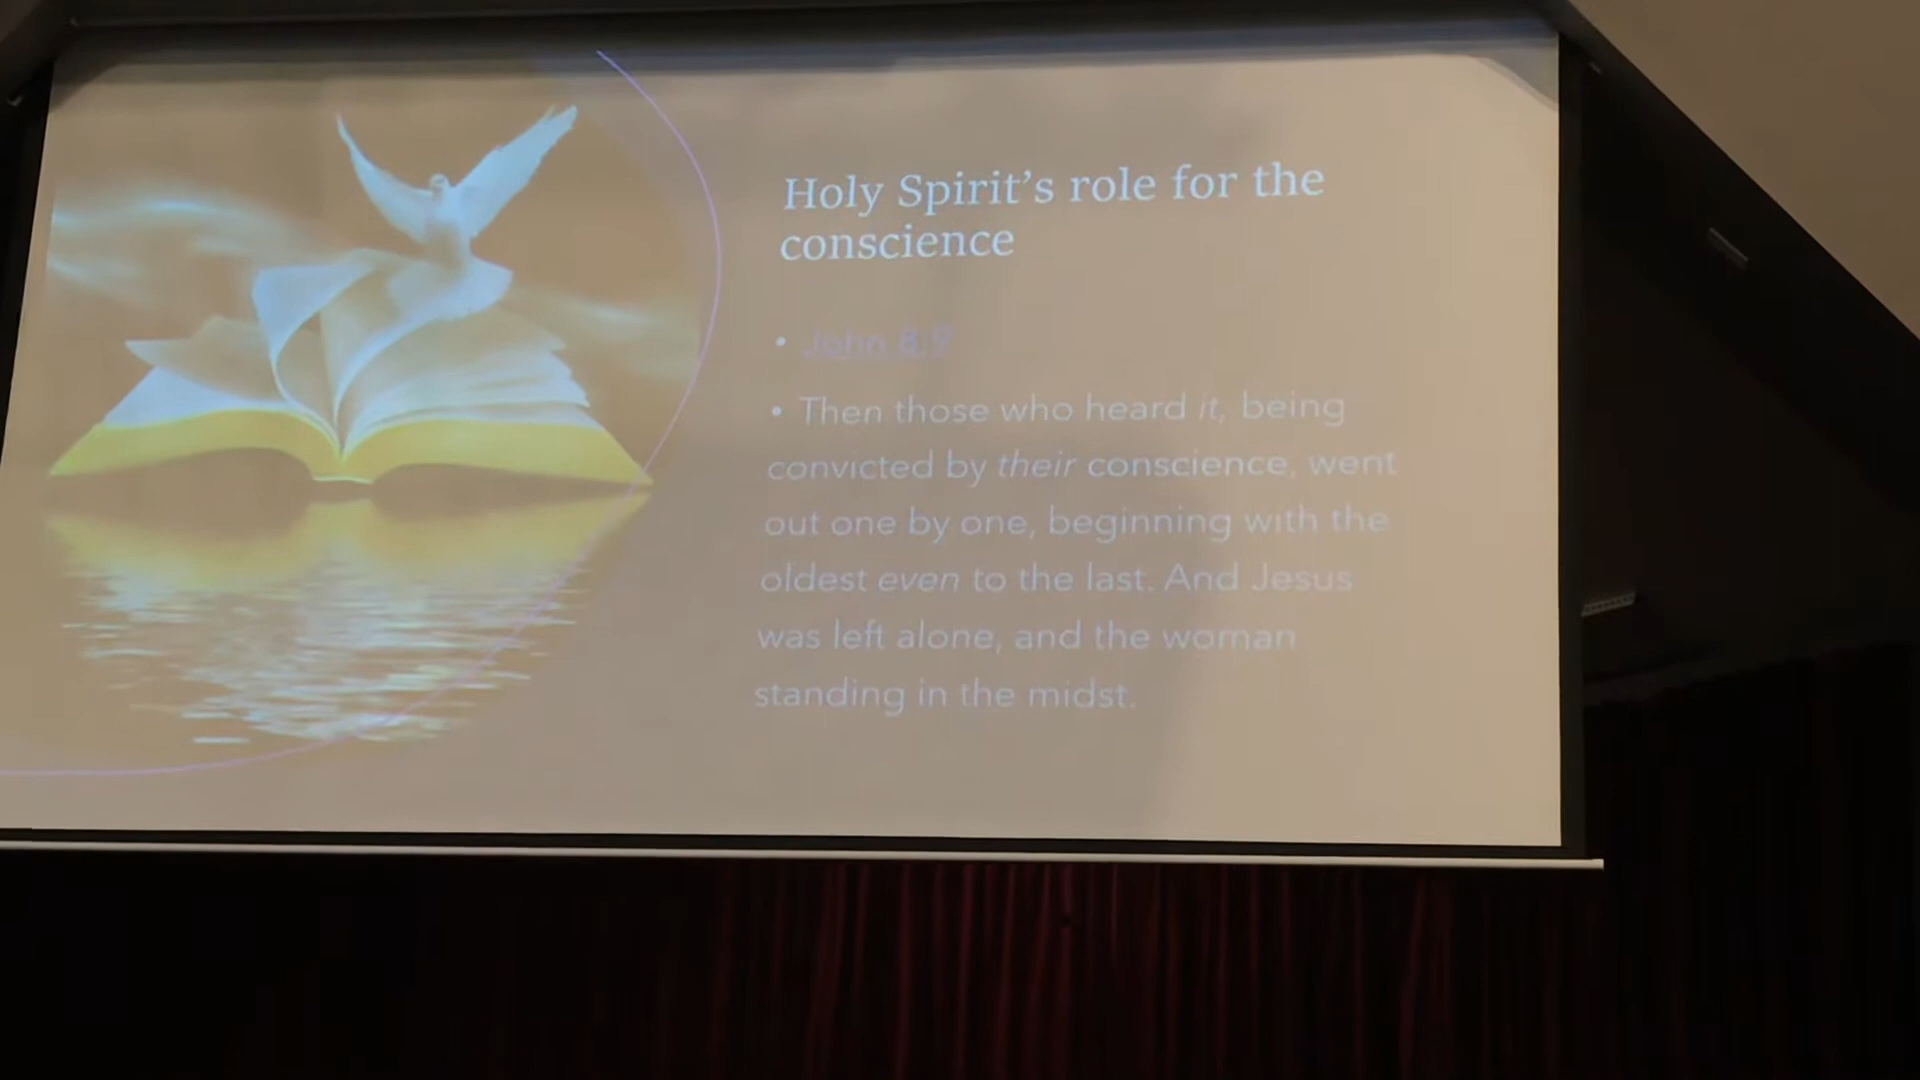 Holy Spirit’s role for the
conscience
• John 8:9
• Then those who heard it, being
convicted by their conscience, went
out one by one, beginning with the
oldest even to the last. And Jesus
was left alone, and the woman
standing in the midst.